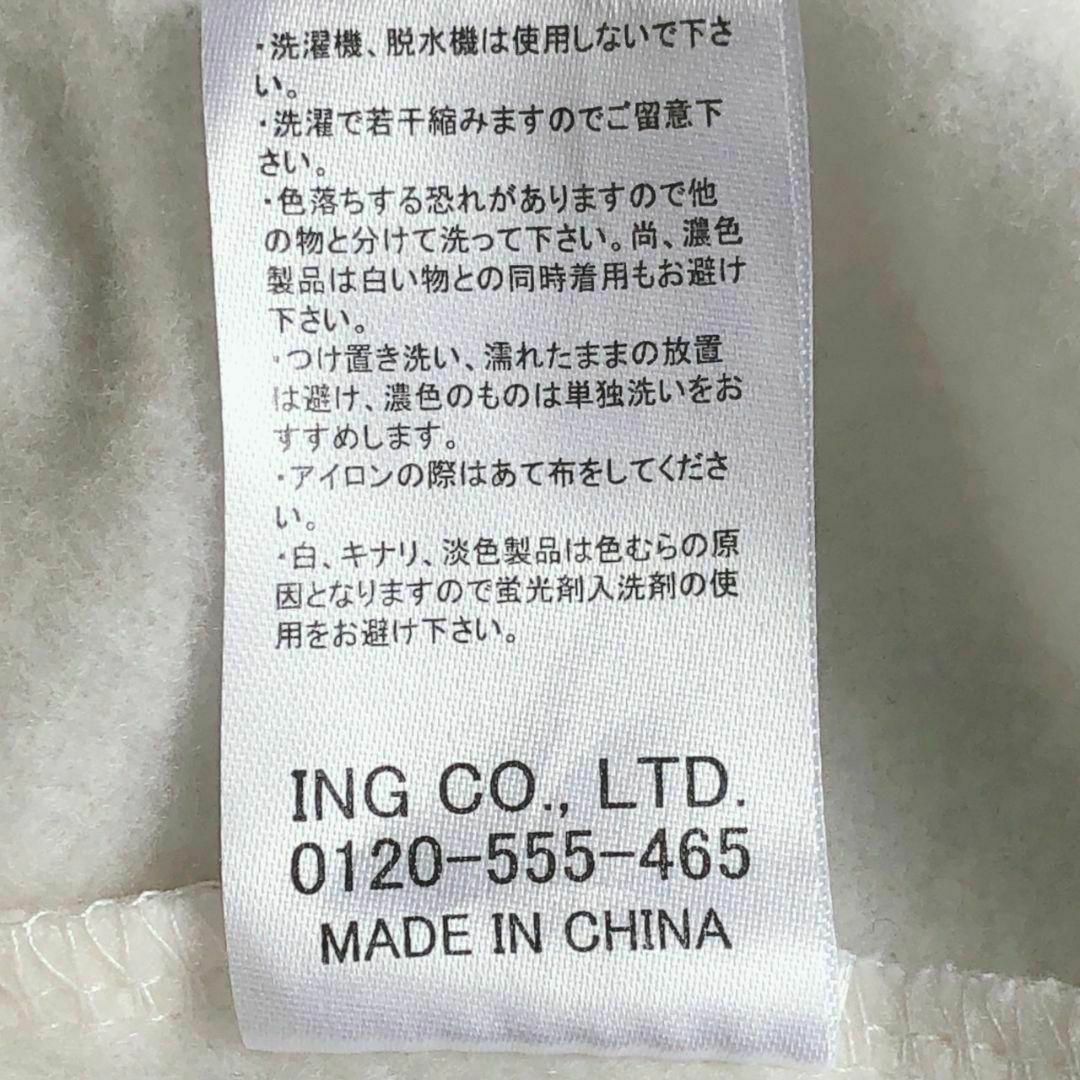 ・洗濯機、脱水機は使用しないで下さ
い。
・洗濯で若干縮みますのでご留意下
さい。
・色落ちする恐れがありますので他
の物と分けて洗って下さい。尚、濃色
製品は白い物との同時着用もお避け
下さい。
・つけ置き洗い、濡れたままの放置
は避け、濃色のものは単独洗いをお
すすめします。
・アイロンの際はあて布をしてくださ
い。
・白、キナリ、淡色製品は色むらの原
因となりますので蛍光剤入洗剤の使
用をお避け下さい。
ING CO., LTD.
0120-555-465
MADE IN CHINA